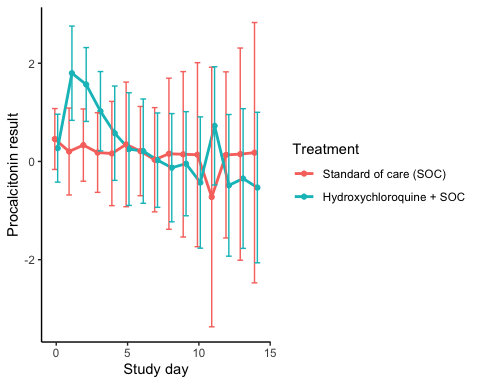 2
0
-2
Procalcitonin result
0
5
10
15
Study day
Treatment
Standard of care (SOC)
Hydroxychloroquine + SOC